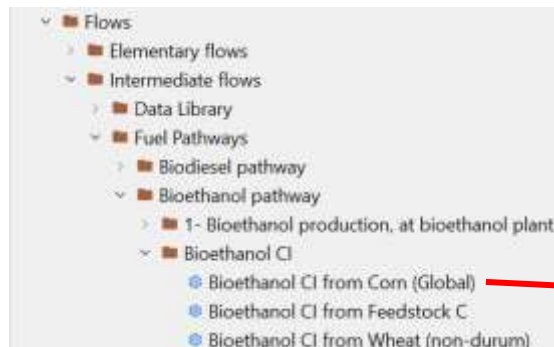 Flows
Elementary flows
Intermediate flows
Data Library
Fuel Pathways
Biodiesel pathway
Bioethanol pathway
1- Bioethanol production, at bioethanol plant
Bioethanol CI
Bioethanol CI from Corn (Global)
Bioethanol CI from Feedstock C
Bioethanol CI from Wheat (non-durum)